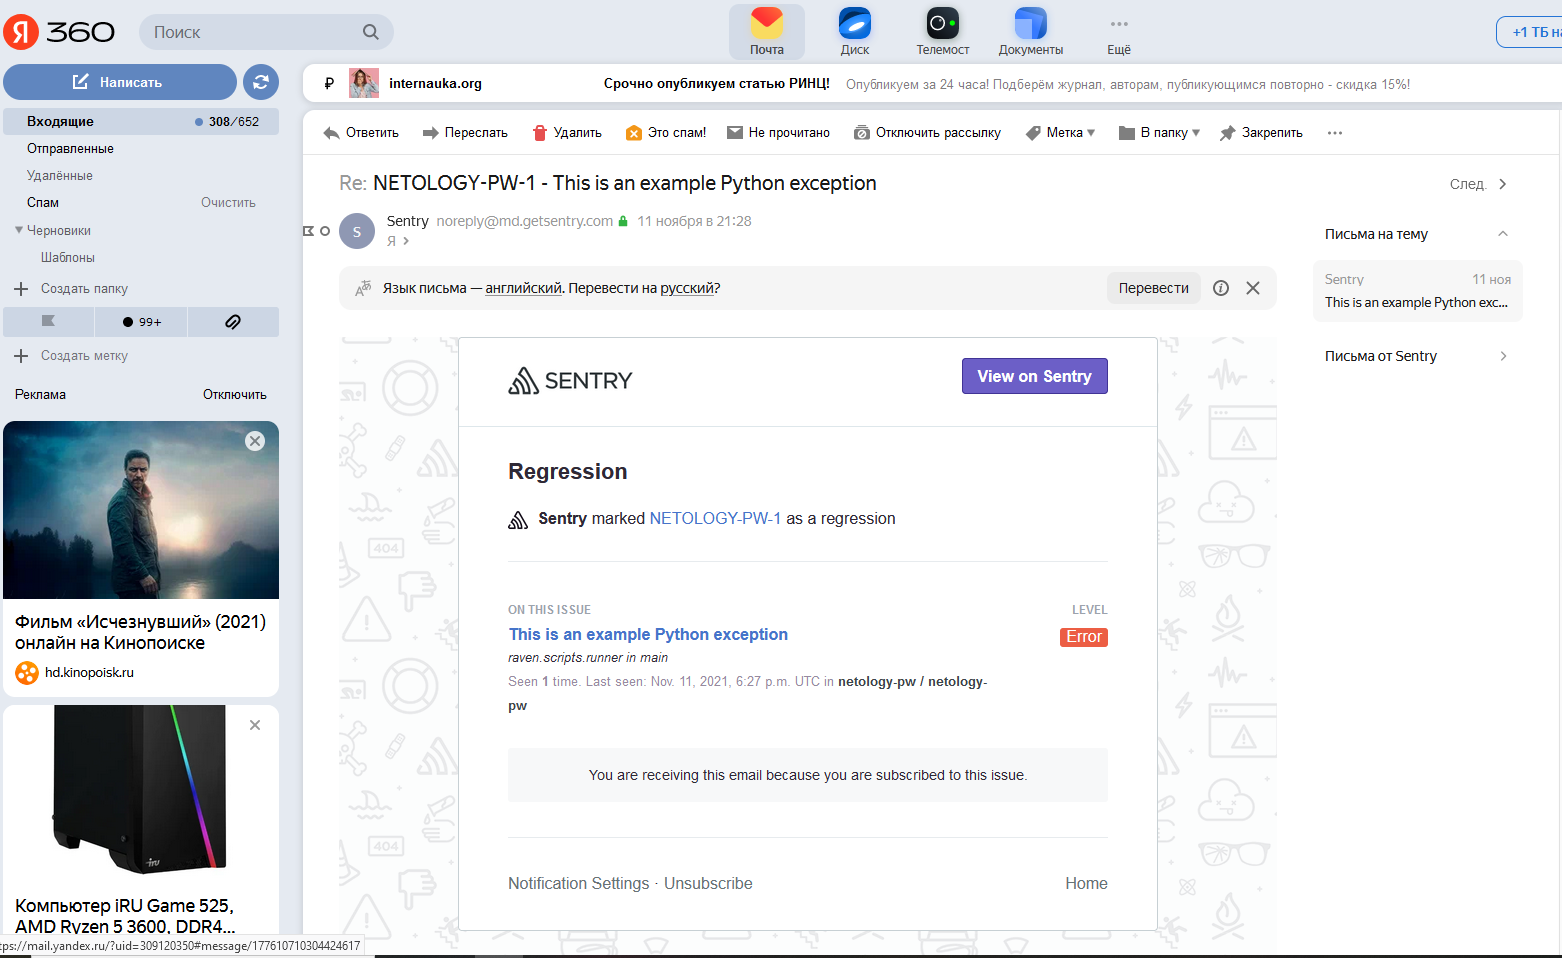 Я 360
Поиск
Почта
Диск
Телемост
Документы
Ещё
+1 ТБ
Написать
₽ internauka.org Срочно опубликуем статью РИНЦ! Опубликуем за 24 часа! Подберём журнал, авторам, публикующимся повторно - скидка 15%!
Входящие 308/652
Отправленные
Удалённые
Спам Очистить
Черновики
Шаблоны
Создать папку
99+
Создать метку
Реклама Отключить
Фильм «Исчезнувший» (2021)
онлайн на Кинопоиске
hd.kinopoisk.ru
iru
Компьютер iRU Game 525,
AMD Ryzen 5 3600, DDR4...
tps://mail.yandex.ru/?uid=309120350#message/177610710304424617
Ответить Переслать Удалить Это спам! Не прочитано Отключить рассылку Метка В папку Закрепить
Re: NETOLOGY-PW-1 - This is an example Python exception
След.
S
Sentry noreply@md.getsentry.com 11 ноября в 21:28
Я
Язык письма — английский. Перевести на русский?
Перевести
SENTRY
View on Sentry
Regression
Sentry marked NETOLOGY-PW-1 as a regression
ON THIS ISSUE LEVEL
This is an example Python exception Error
raven.scripts.runner in main
Seen 1 time. Last seen: Nov. 11, 2021, 6:27 p.m. UTC in netology-pw / netology-
pw
You are receiving this email because you are subscribed to this issue.
Notification Settings · Unsubscribe Home
404
404
Письма на тему
Sentry 11 ноя
This is an example Python exc...
Письма от Sentry